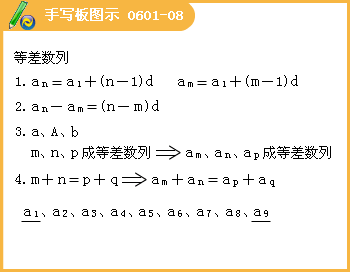 手写板图示 0601-08
等差数列
1. aₙ=a₁+(n-1)d aₘ=a₁+(m-1)d
2. aₙ-aₘ=(n-m)d
3. a、A、b
m、n、p成等差数列⟹aₘ、aₙ、aₚ成等差数列
4. m+n=p+q⟹aₘ+aₙ=aₚ+a_q
a₁、a₂、a₃、a₄、a₅、a₆、a₇、a₈、a₉